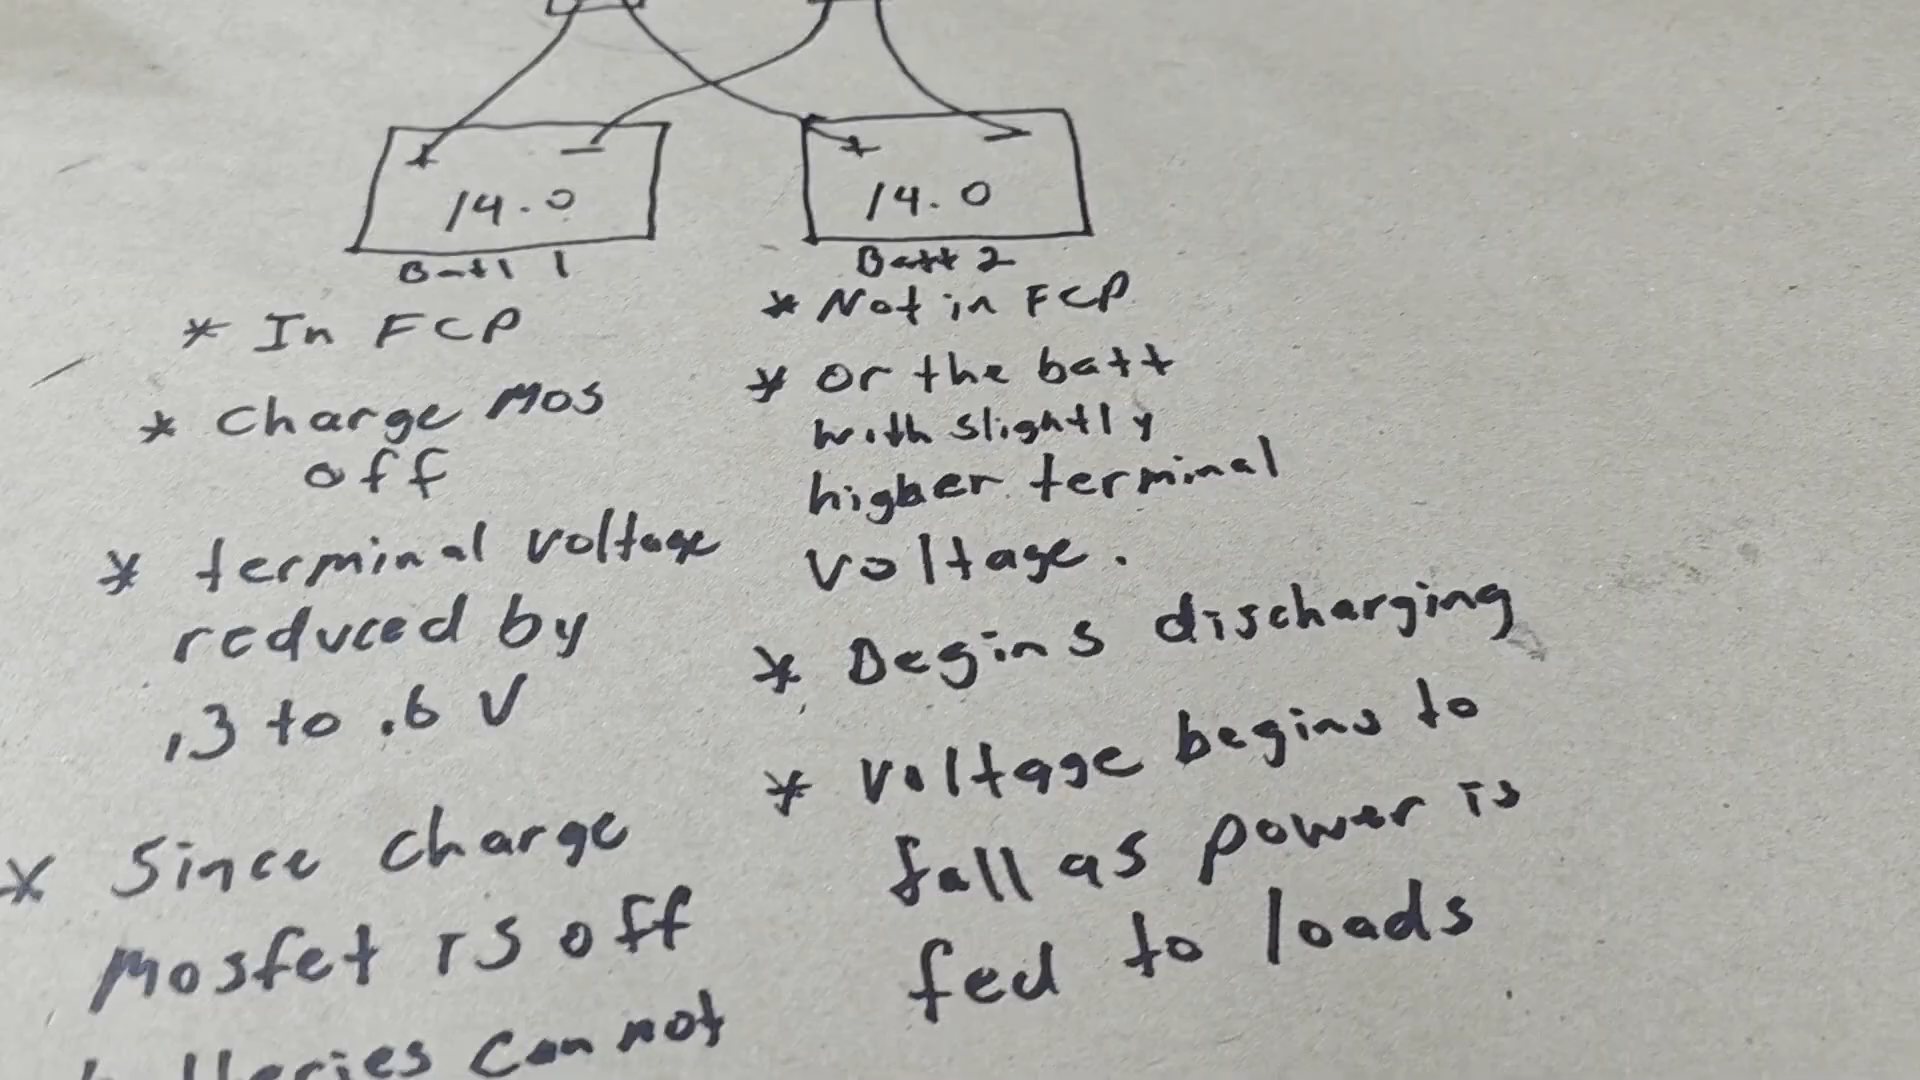 + -
14.0
Batt 1
* In FCP
* Charge Mos
off
* terminal voltage
reduced by
.3 to .6 V
* Since charge
Mosfet is off
batteries can not
+ -
14.0
Batt 2
* Not in FCP
* or the batt
with slightly
higher terminal
voltage.
* Begins discharging
* Voltage begins to
fall as power is
fed to loads